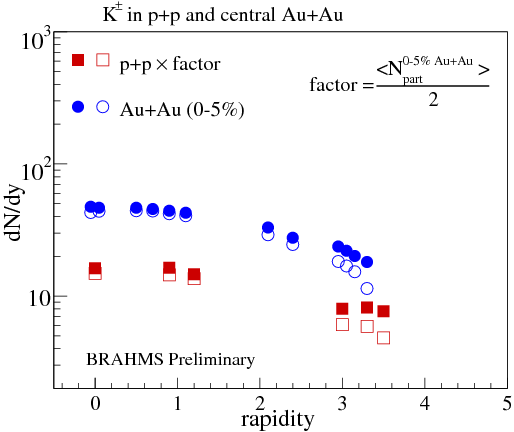 K± in p+p and central Au+Au
10³
p+p × factor
Au+Au (0-5%)
factor = <N part 0-5% Au+Au > / 2
10²
dN/dy
10
BRAHMS Preliminary
0 1 2 3 4 5
rapidity